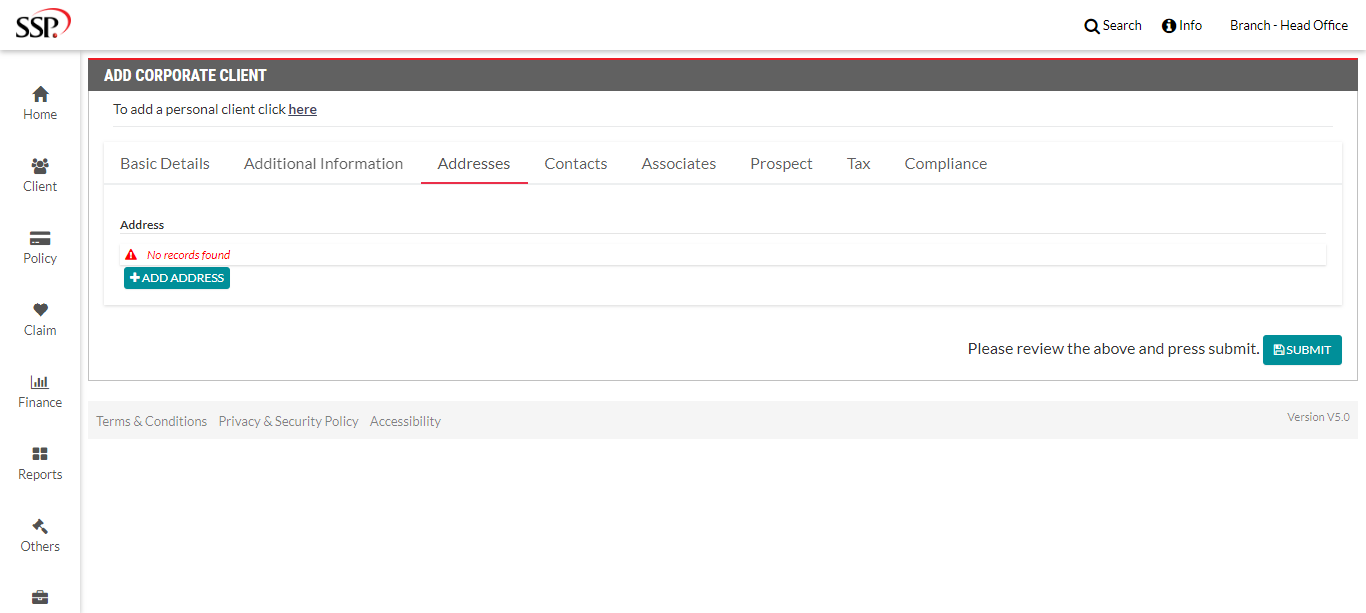 SSP.
Search
Info
Branch - Head Office
Home
Client
Policy
Claim
Finance
Reports
Others
ADD CORPORATE CLIENT
To add a personal client click here
Basic Details
Additional Information
Addresses
Contacts
Associates
Prospect
Tax
Compliance
Address
No records found
ADD ADDRESS
Please review the above and press submit.
SUBMIT
Terms & Conditions
Privacy & Security Policy
Accessibility
Version V5.0